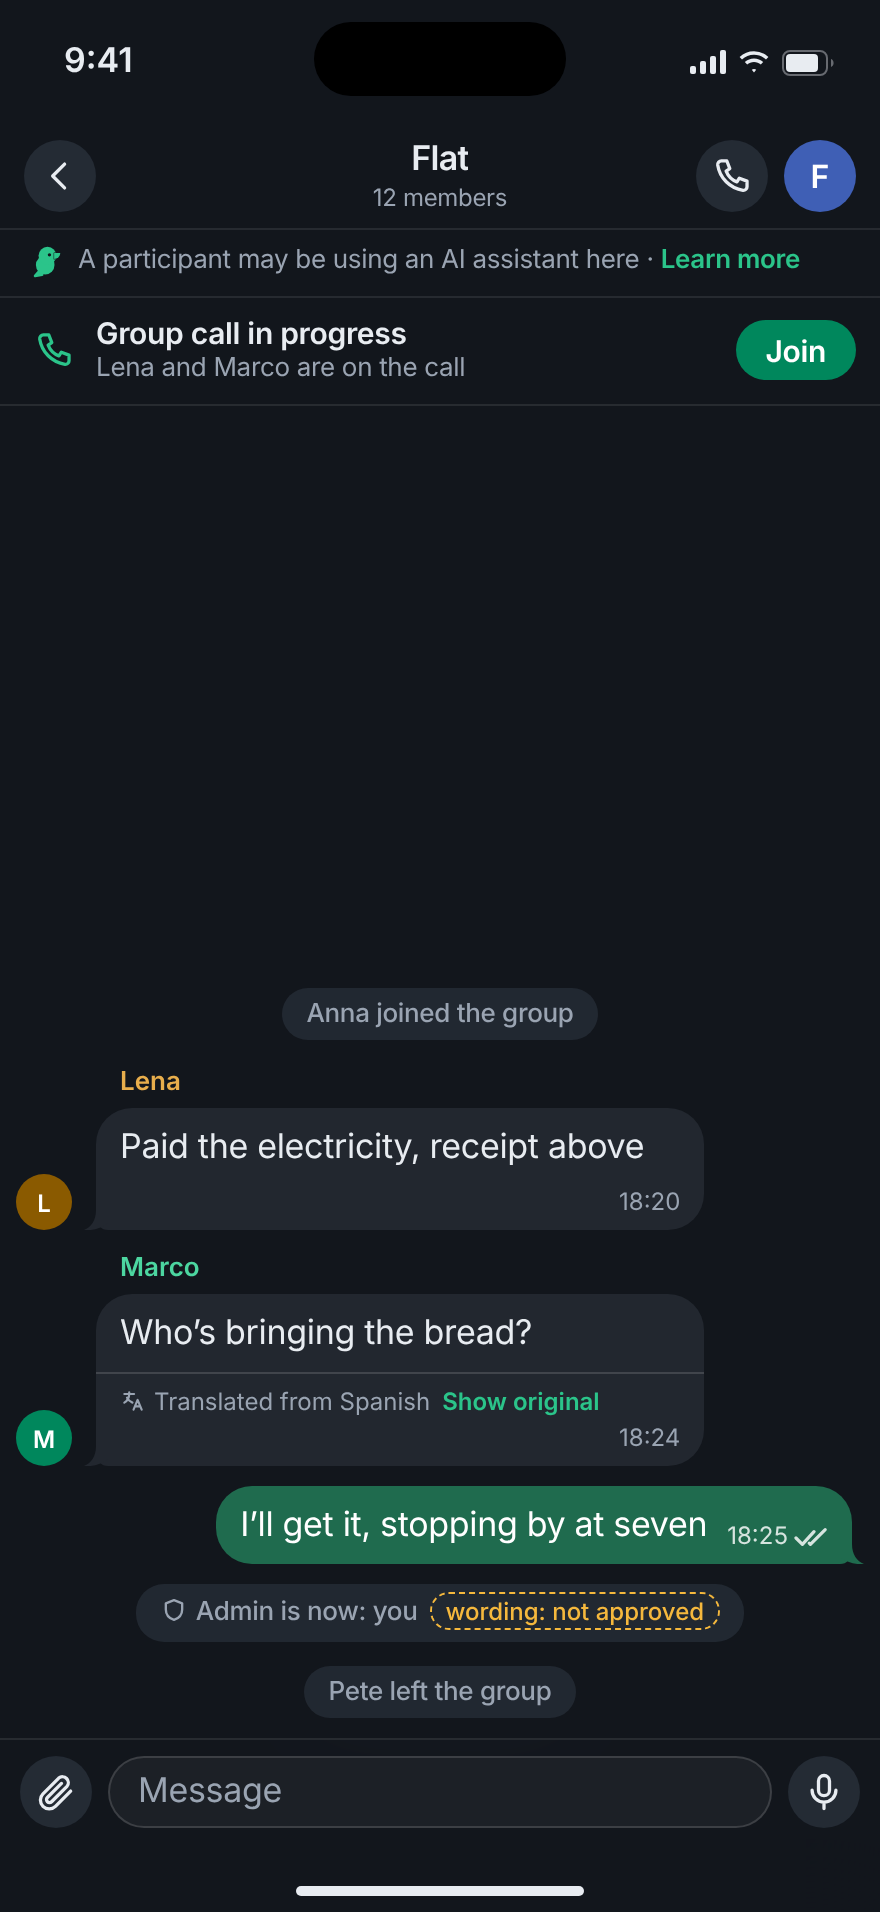 9:41
Flat
12 members
F
A participant may be using an AI assistant here · Learn more
Group call in progress
Lena and Marco are on the call
Join
Anna joined the group
Lena
Paid the electricity, receipt above
18:20
L
Marco
Who’s bringing the bread?
Translated from Spanish Show original
18:24
M
I’ll get it, stopping by at seven 18:25
Admin is now: you wording: not approved
Pete left the group
Message